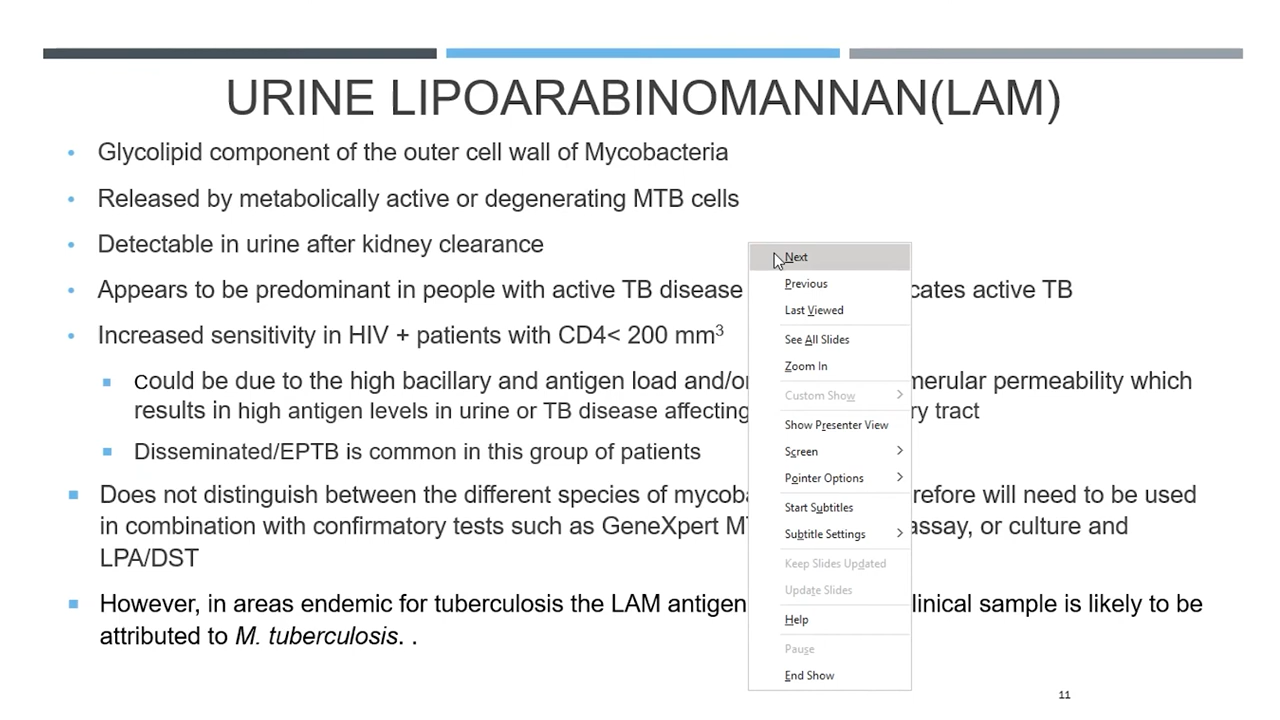 URINE LIPOARABINOMANNAN(LAM)
Glycolipid component of the outer cell wall of Mycobacteria
Released by metabolically active or degenerating MTB cells
Detectable in urine after kidney clearance
Appears to be predominant in people with active TB disease cates active TB
Increased sensitivity in HIV + patients with CD4< 200 mm³
Could be due to the high bacillary and antigen load and/or merular permeability which
results in high antigen levels in urine or TB disease affecting ry tract
Disseminated/EPTB is common in this group of patients
Does not distinguish between the different species of mycoba refore will need to be used
in combination with confirmatory tests such as GeneXpert assay, or culture and
LPA/DST
However, in areas endemic for tuberculosis the LAM antigen linical sample is likely to be
attributed to M. tuberculosis. .
Next
Previous
Last Viewed
See All Slides
Zoom In
Custom Show
Show Presenter View
Screen
Pointer Options
Start Subtitles
Subtitle Settings
Keep Slides Updated
Update Slides
Help
Pause
End Show
11